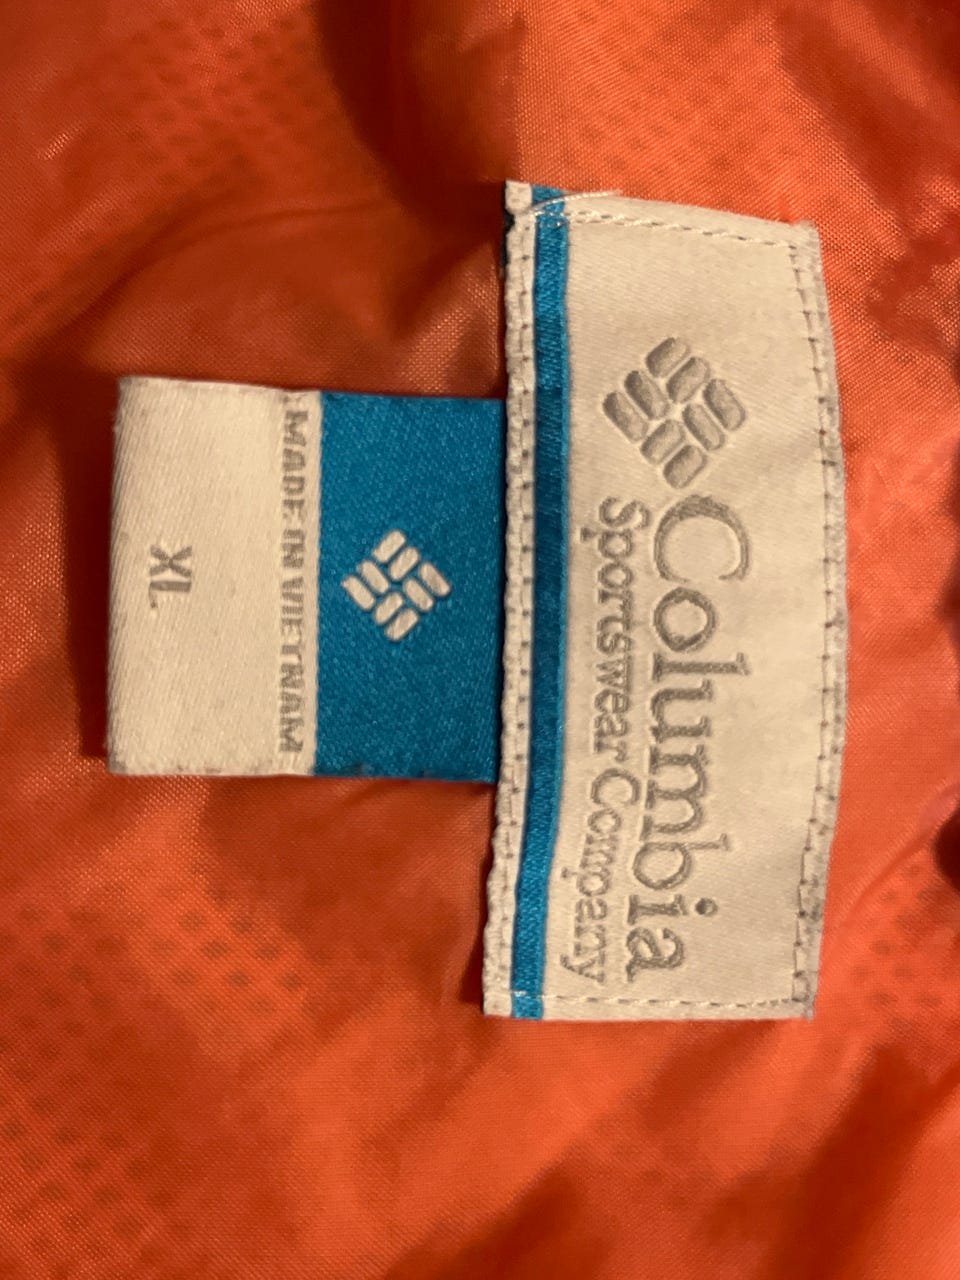 Columbia
Sportswear Company
MADE IN VIETNAM
XL